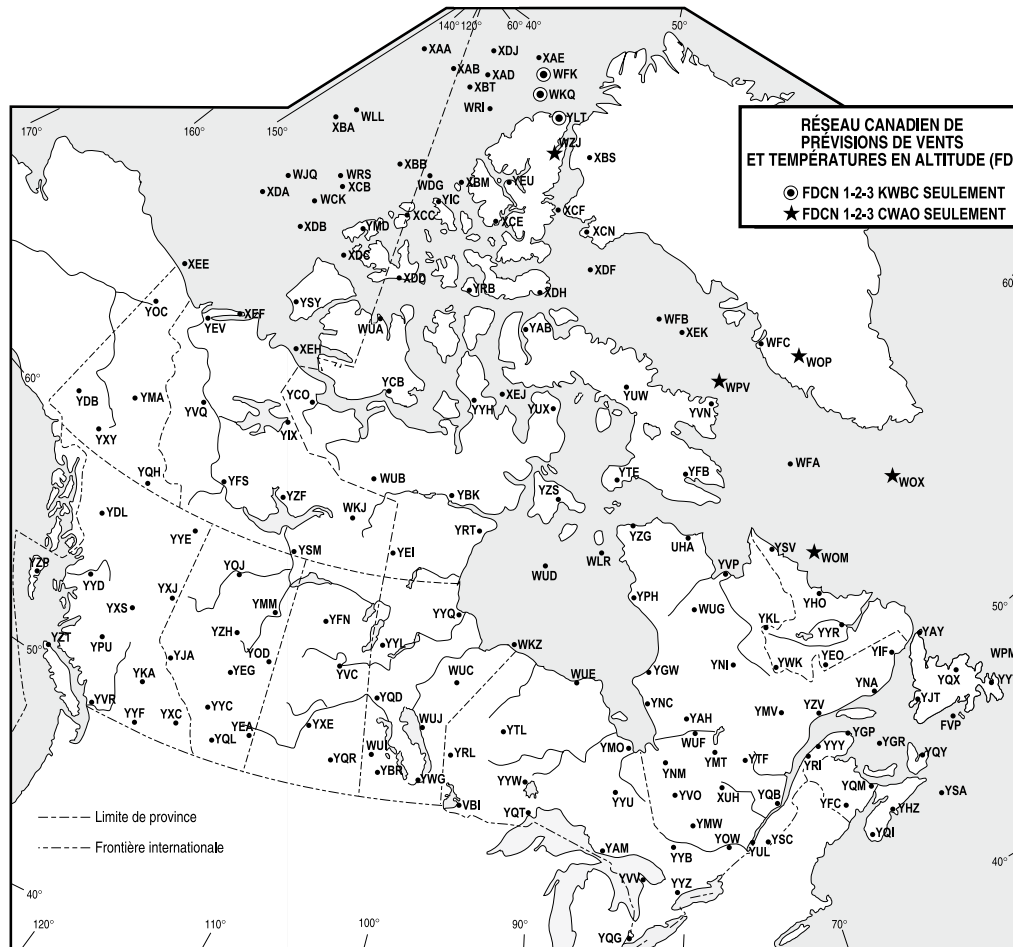 140° 120° 60 40° 50°
XAA XDJ XAE
XAB XAD WFK
XBT WKQ
WLL WRI YLT
170° 160° 150° XBA
RÉSEAU CANADIEN DE
PRÉVISIONS DE VENTS
ET TEMPÉRATURES EN ALTITUDE (FD
FDCN 1-2-3 KWBC SEULEMENT
FDCN 1-2-3 CWAO SEULEMENT
WZJ XBS
XBB
WJQ WRS WDG XBM YEU
XDA XCB
WCK YIC
XCC XCE XCF
XDB YMD XCN
XDC
XEE XDD XDF 60
YRB XDH
YOC YSY
YEV XEF WUA YAB WFB
XEK
XEH WFC WOP
60° WPV
YDB YMA YVQ YCO YCB YYH XEJ YUX YUW YVN
YXY YIX
YQH YFS YZF WUB YBK YZS YTE YFB WFA WOX
YDL WKJ
YYE YRT YZG UHA
YSM YEI WLR YSV WOM
YZP YYD YOJ WUD YVP
XJ YXJ YPH YHO 50°
YXS YMM YFN YYQ WUG
YZT YZH YKL YYR YAY
50° YPU YOD YYL WKZ
YJA YEG YVC YNI YWK YEO YIF WPM
YKA WUC WUE YGW YQX YY
YVR YYC YQD YNC YNA YJT
YYF YXC YQL YEA YXE WUJ YTL YAH YMV YZV FVP
YMO WUF YYY YGP YGR YQY
YQR WUL YRL YNM YMT YTF YRI
YBR YWG YYW YQM YSA
YYU YVO XUH YQB YFC YHZ
Limite de province VBI YQT
YMW YQI
Frontière internationale YAM YYB YOW YUL YSC
40°
YVV YYZ
40°
YQG
120° 110° 100° 90° 70°